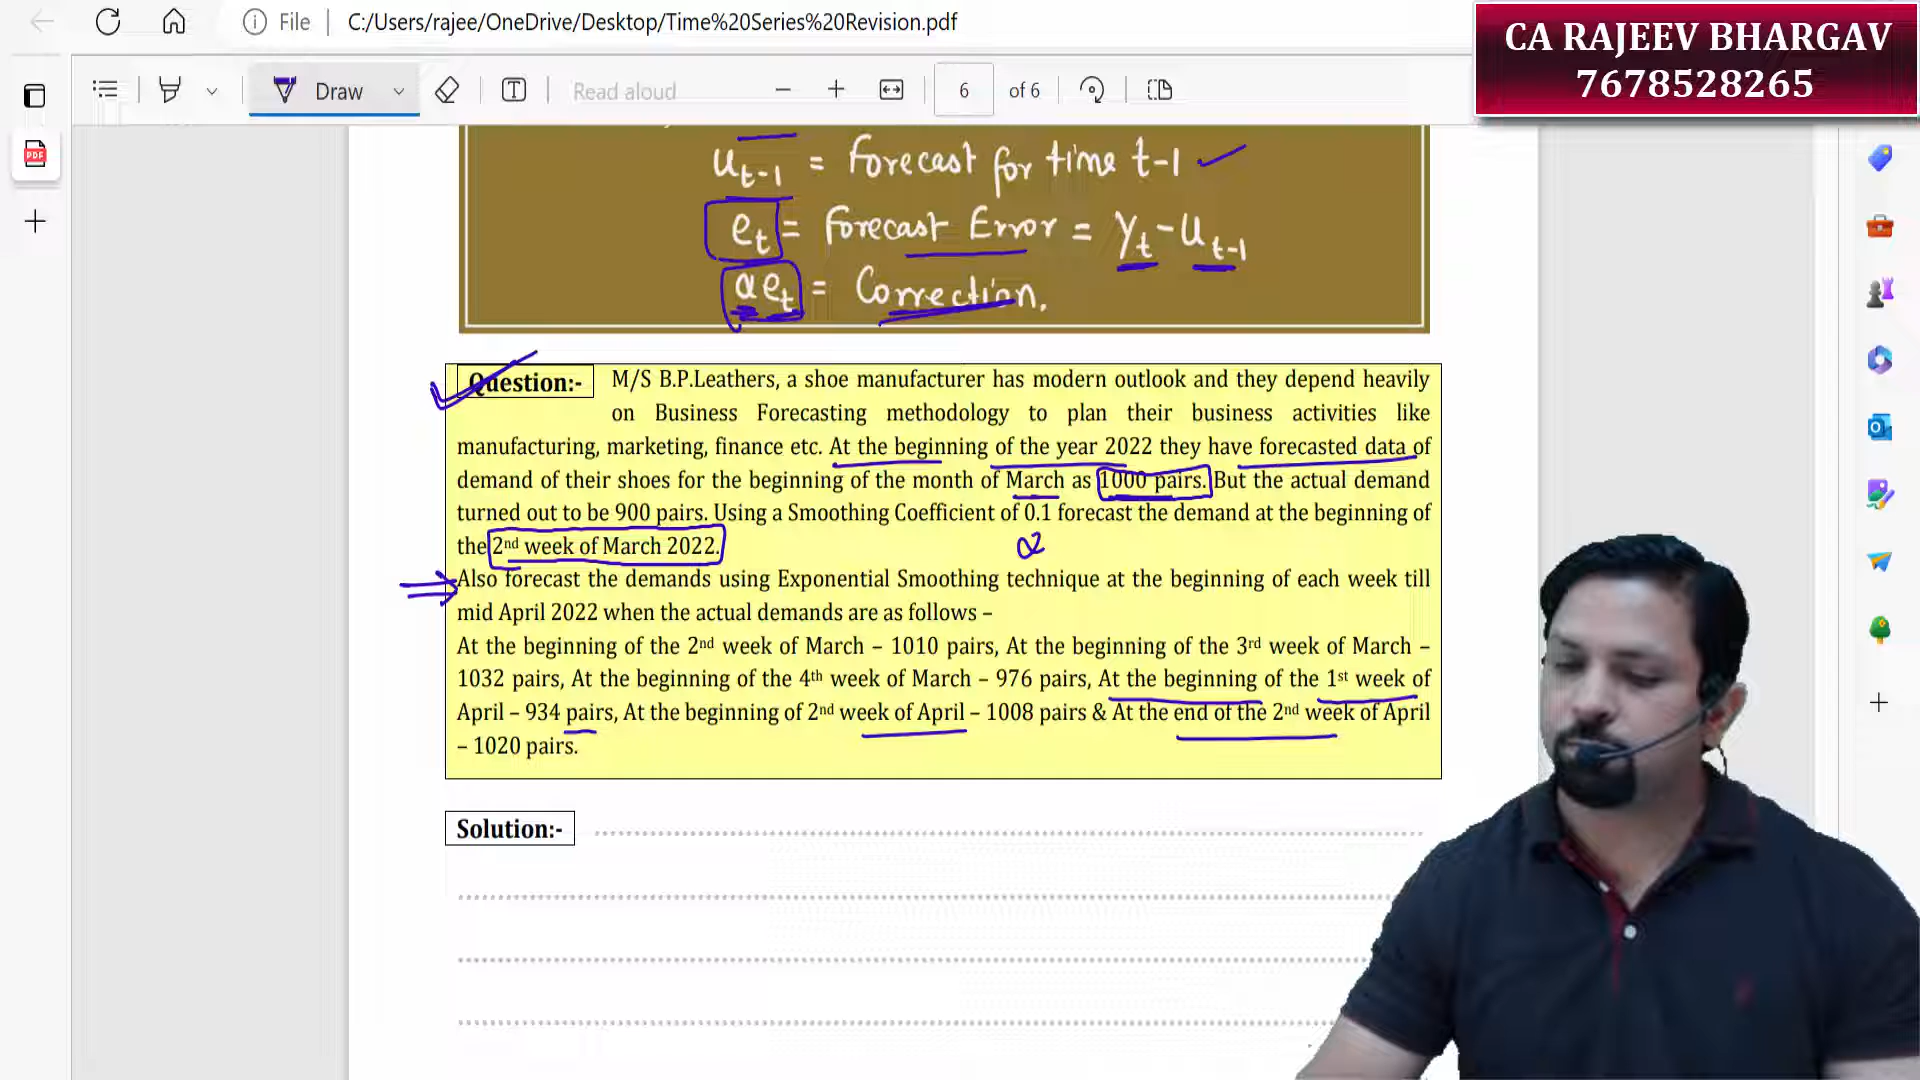 File
C:/Users/rajee/OneDrive/Desktop/Time%20Series%20Revision.pdf
CA RAJEEV BHARGAV
7678528265
Draw
Read aloud
6 of 6
PDF
u t-1 = Forecast for time t-1
e t = Forecast Error = Y t - u t-1
α e t = Correction.
Question:- M/S B.P.Leathers, a shoe manufacturer has modern outlook and they depend heavily
on Business Forecasting methodology to plan their business activities like
manufacturing, marketing, finance etc. At the beginning of the year 2022 they have forecasted data of
demand of their shoes for the beginning of the month of March as 1000 pairs. But the actual demand
turned out to be 900 pairs. Using a Smoothing Coefficient of 0.1 forecast the demand at the beginning of
the 2nd week of March 2022.
α
Also forecast the demands using Exponential Smoothing technique at the beginning of each week till
mid April 2022 when the actual demands are as follows –
At the beginning of the 2nd week of March – 1010 pairs, At the beginning of the 3rd week of March –
1032 pairs, At the beginning of the 4th week of March – 976 pairs, At the beginning of the 1st week of
April – 934 pairs, At the beginning of 2nd week of April – 1008 pairs & At the end of the 2nd week of April
– 1020 pairs.
Solution:-